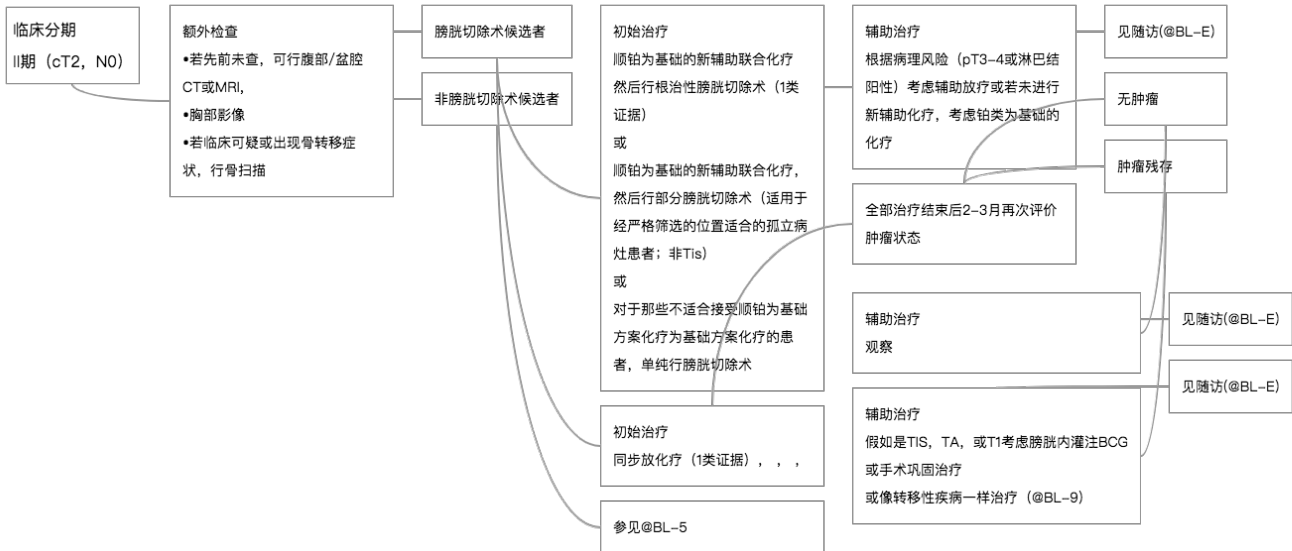 临床分期
II期（cT2，N0）
额外检查
•若先前未查，可行腹部/盆腔
CT或MRI,
•胸部影像
•若临床可疑或出现骨转移症
状，行骨扫描
膀胱切除术候选者
非膀胱切除术候选者
初始治疗
顺铂为基础的新辅助联合化疗
然后行根治性膀胱切除术（1类
证据）
或
顺铂为基础的新辅助联合化疗，
然后行部分膀胱切除术（适用于
经严格筛选的位置适合的孤立病
灶患者；非Tis）
或
对于那些不适合接受顺铂为基础
方案化疗为基础方案化疗的患
者，单纯行膀胱切除术
初始治疗
同步放化疗（1类证据），，，
参见@BL-5
辅助治疗
根据病理风险（pT3-4或淋巴结
阳性）考虑辅助放疗或若未进行
新辅助化疗，考虑铂类为基础的
化疗
全部治疗结束后2-3月再次评价
肿瘤状态
辅助治疗
观察
辅助治疗
假如是TIS，TA，或T1考虑膀胱内灌注BCG
或手术巩固治疗
或像转移性疾病一样治疗（@BL-9）
见随访(@BL-E)
无肿瘤
肿瘤残存
见随访(@BL-E)
见随访(@BL-E)